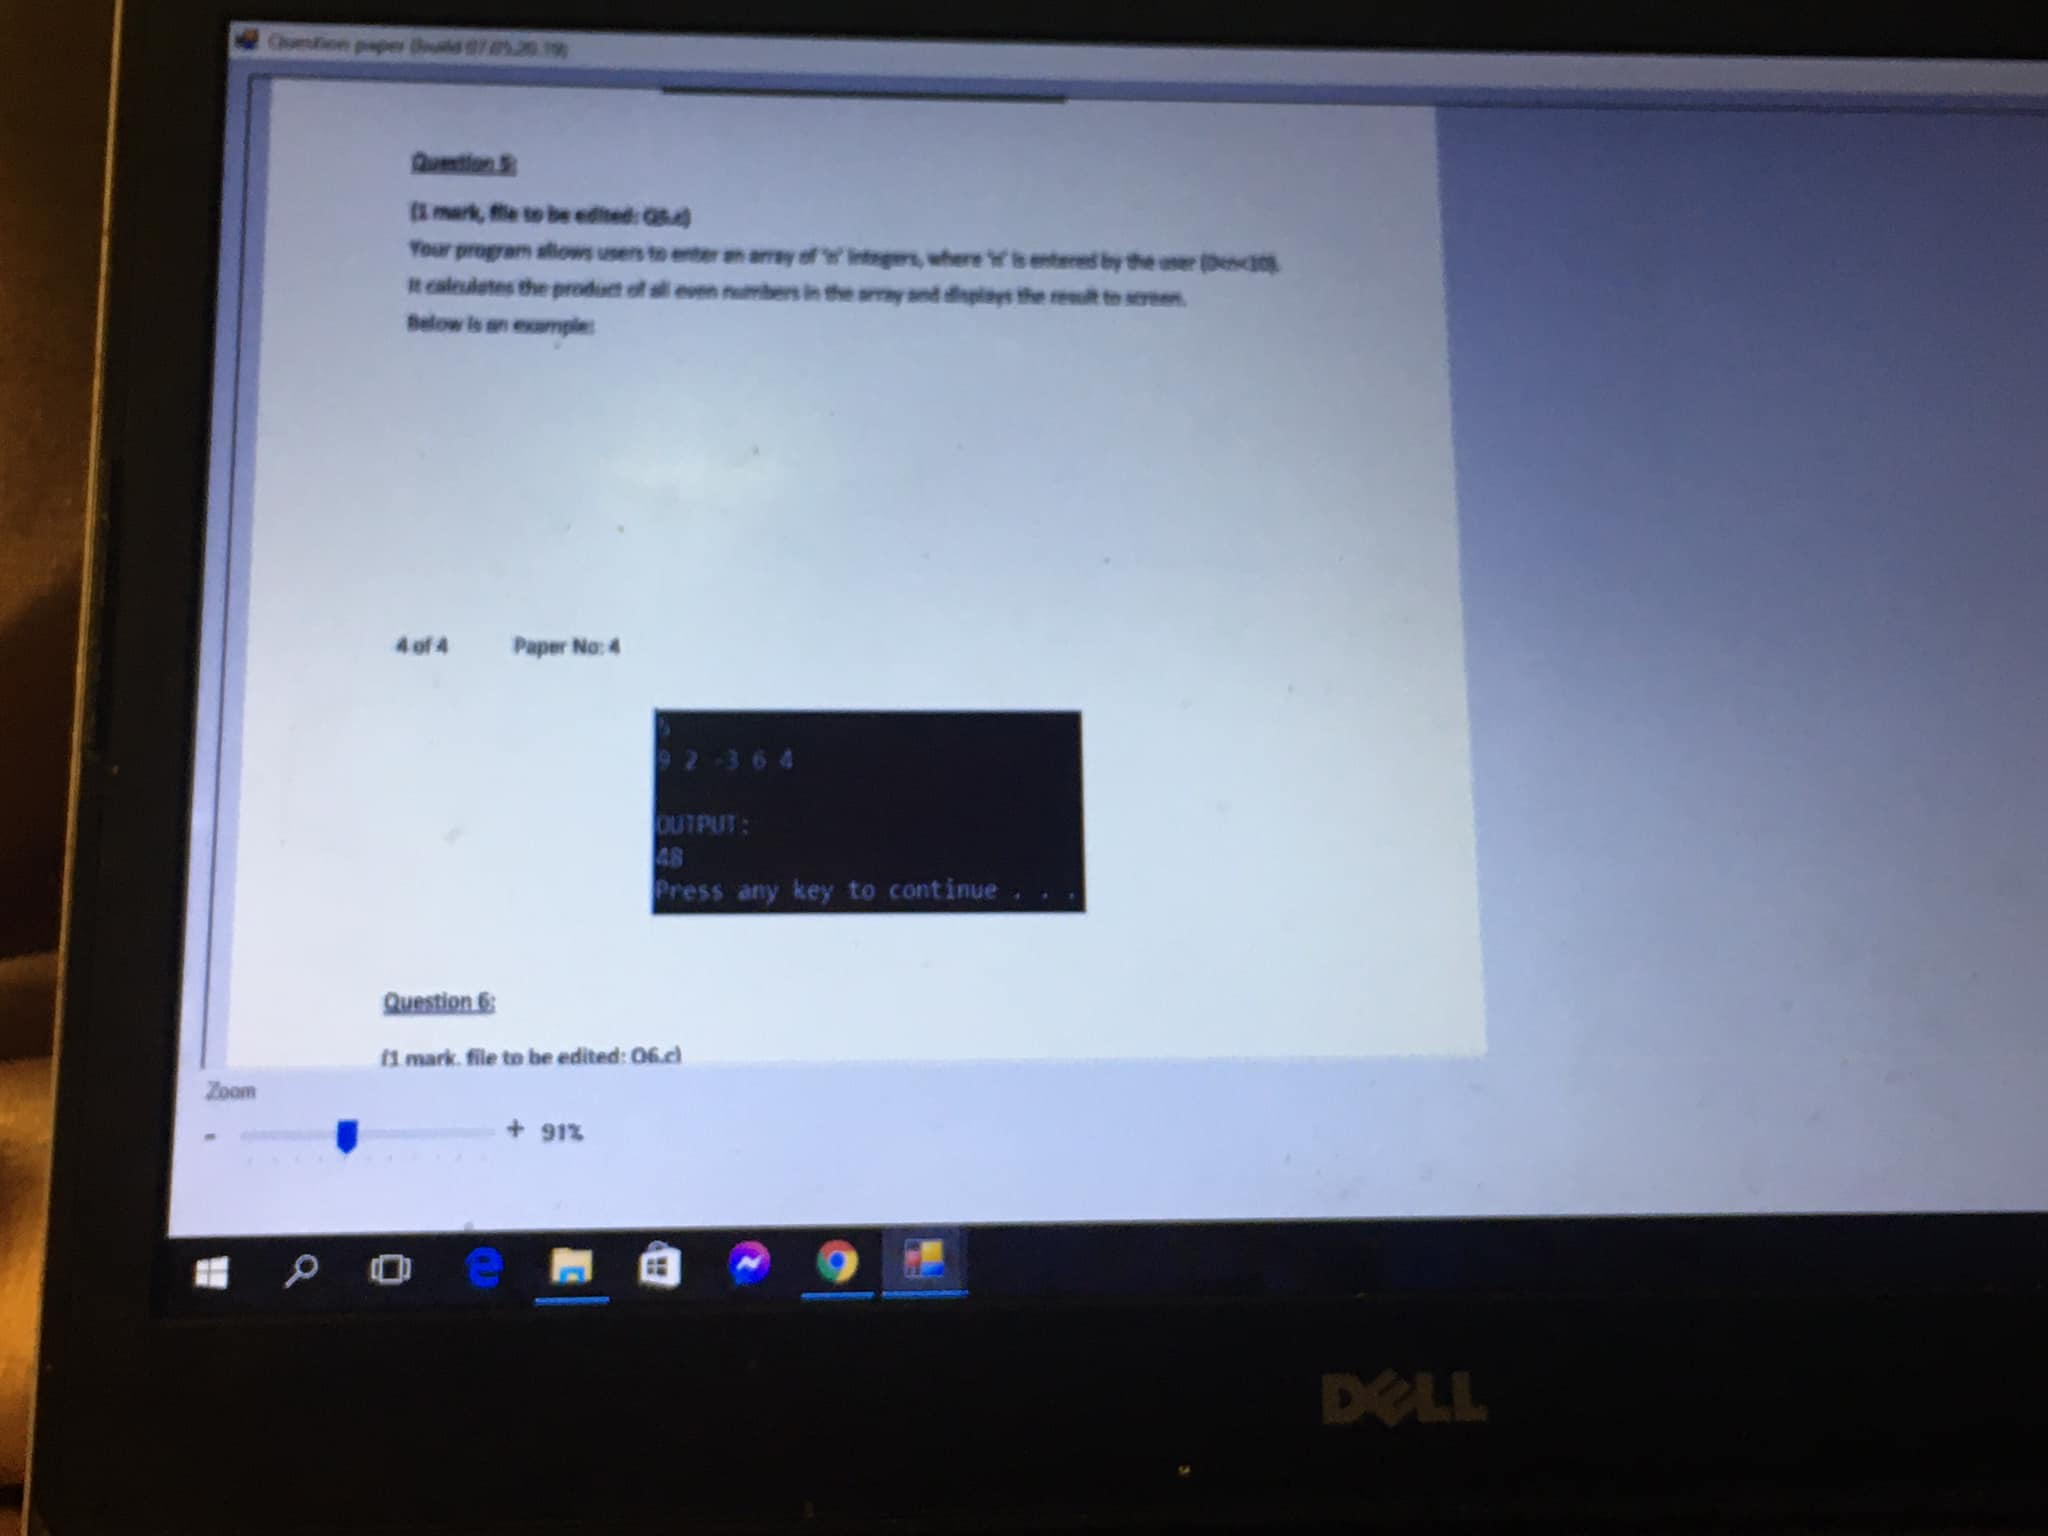 Question paper (build 07.05.20.19)
Question 5:
(1 mark, file to be edited: Q5.c)
Your program allows users to enter an array of 'n' integers, where 'n' is entered by the user (0<n<10).
It calculates the product of all even numbers in the array and displays the result to screen.
Below is an example:
4 of 4 Paper No: 4
5
9 2 -3 6 4
OUTPUT:
48
Press any key to continue . . .
Question 6:
(1 mark, file to be edited: Q6.c)
Zoom
- + 91%
DELL